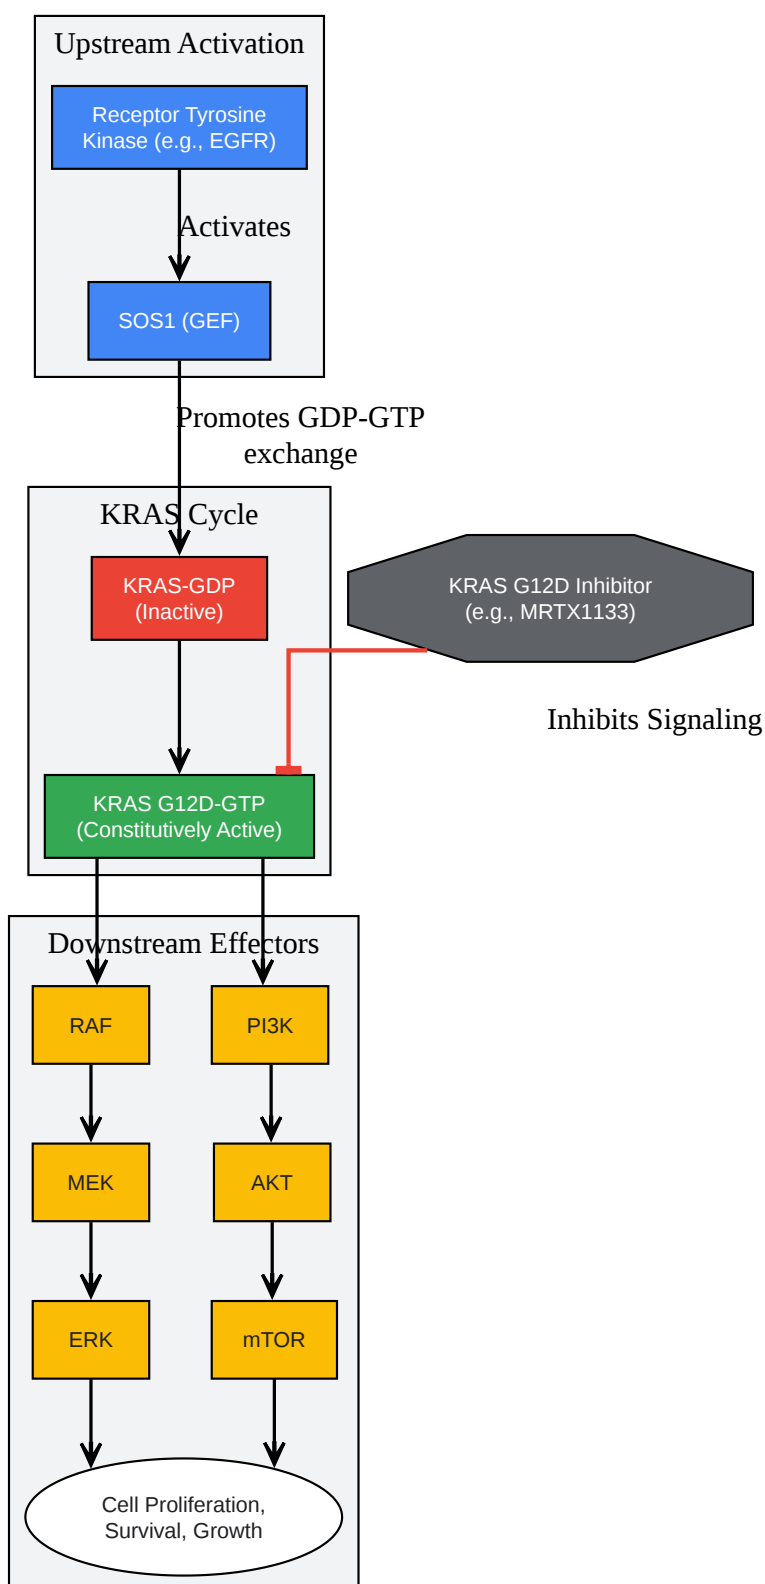 Upstream Activation
Receptor Tyrosine
Kinase (e.g., EGFR)
Activates
SOS1 (GEF)
Promotes GDP-GTP
exchange
KRAS Cycle
KRAS-GDP
(Inactive)
KRAS G12D Inhibitor
(e.g., MRTX1133)
Inhibits Signaling
KRAS G12D-GTP
(Constitutively Active)
Downstream Effectors
RAF
PI3K
MEK
AKT
ERK
mTOR
Cell Proliferation,
Survival, Growth